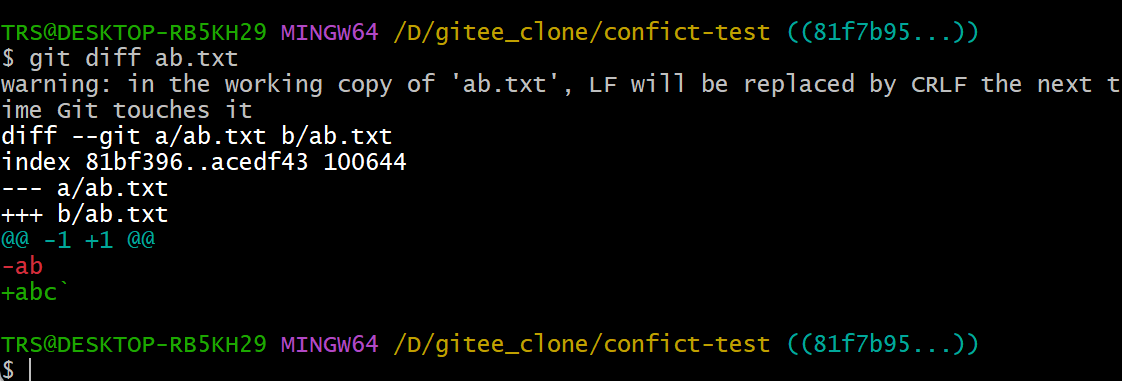 TRS@DESKTOP-RB5KH29 MINGW64 /D/gitee_clone/confict-test ((81f7b95...))
$ git diff ab.txt
warning: in the working copy of 'ab.txt', LF will be replaced by CRLF the next t
ime Git touches it
diff --git a/ab.txt b/ab.txt
index 81bf396..acedf43 100644
--- a/ab.txt
+++ b/ab.txt
@@ -1 +1 @@
-ab
+abc`
TRS@DESKTOP-RB5KH29 MINGW64 /D/gitee_clone/confict-test ((81f7b95...))
$